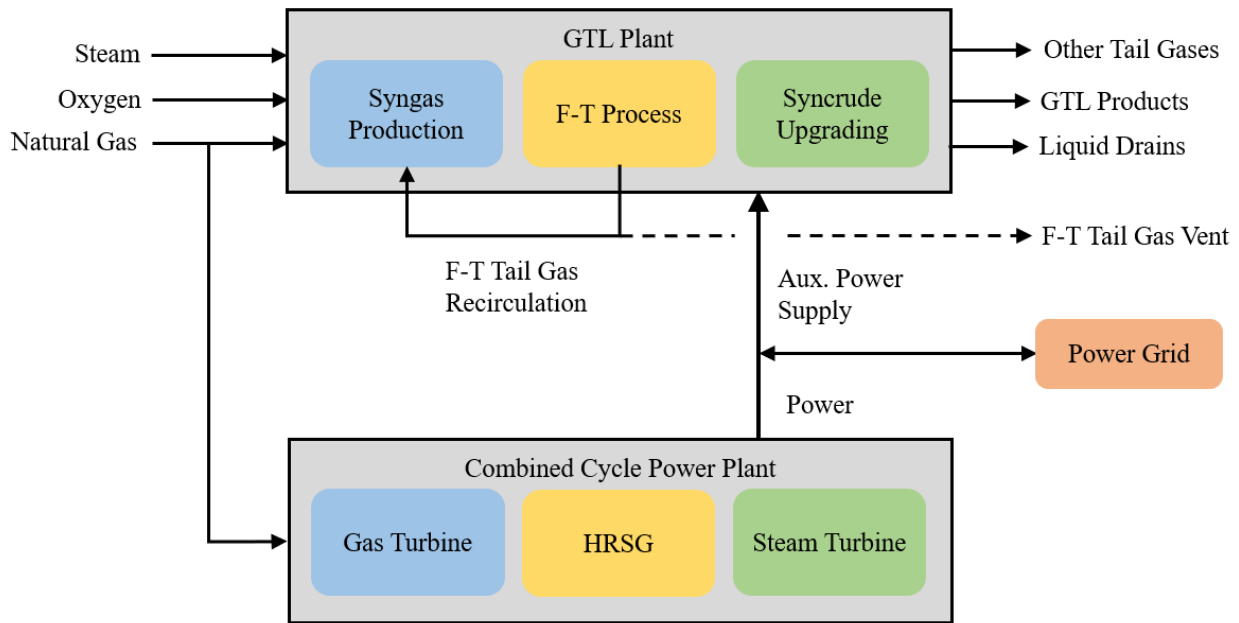 GTL Plant
Steam
Oxygen
Natural Gas
Syngas
Production
F-T Process
Syncrude
Upgrading
Other Tail Gases
GTL Products
Liquid Drains
F-T Tail Gas Vent
F-T Tail Gas
Recirculation
Aux. Power
Supply
Power Grid
Power
Combined Cycle Power Plant
Gas Turbine
HRSG
Steam Turbine